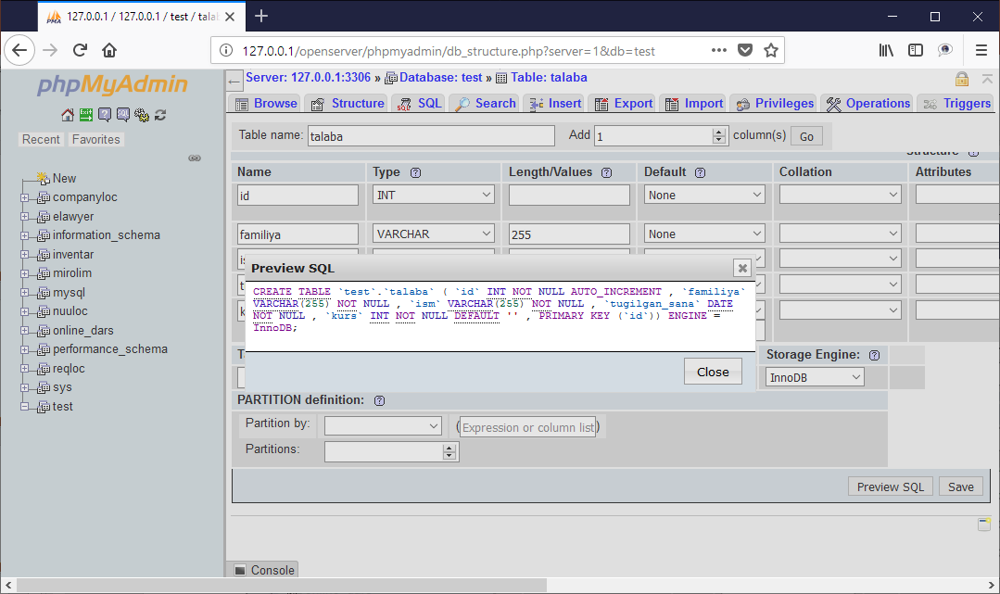 127.0.0.1 / 127.0.0.1 / test / tala
127.0.0.1/openserver/phpmyadmin/db_structure.php?server=1&db=test
phpMyAdmin
Recent Favorites
New
companyloc
elawyer
information_schema
inventar
mirolim
mysql
nuuloc
online_dars
performance_schema
reqloc
sys
test
Server: 127.0.0.1:3306 » Database: test » Table: talaba
Browse Structure SQL Search Insert Export Import Privileges Operations Triggers
Table name: talaba Add 1 column(s) Go
Structure
Name Type Length/Values Default Collation Attributes
id INT None
familiya VARCHAR 255 None
Preview SQL
CREATE TABLE `test`.`talaba` ( `id` INT NOT NULL AUTO_INCREMENT , `familiya`
VARCHAR(255) NOT NULL , `ism` VARCHAR(255) NOT NULL , `tugilgan_sana` DATE
NOT NULL , `kurs` INT NOT NULL DEFAULT '' , PRIMARY KEY (`id`)) ENGINE =
InnoDB;
Close
Storage Engine:
InnoDB
PARTITION definition:
Partition by: (Expression or column list)
Partitions:
Preview SQL Save
Console